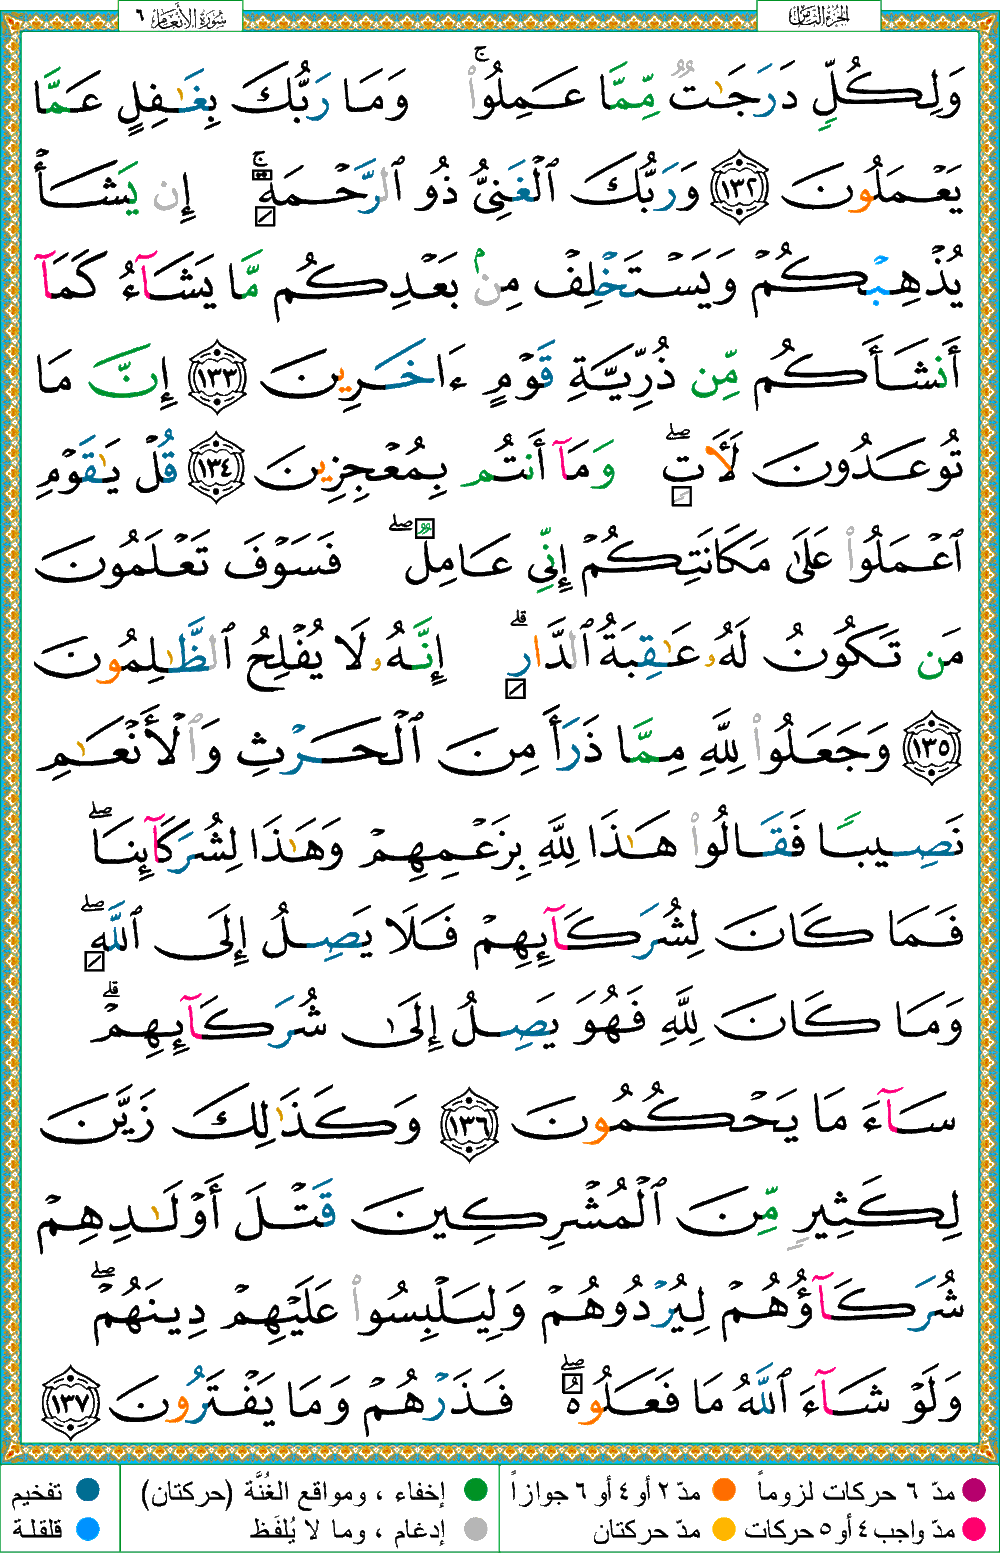 الجزء الثامن
سورة الأنعام ٦
وَلِكُلٍّ دَرَجَـٰتٌ مِّمَّا عَمِلُوا۟ ۚ وَمَا رَبُّكَ بِغَـٰفِلٍ عَمَّا
يَعْمَلُونَ ١٣٢ وَرَبُّكَ ٱلْغَنِىُّ ذُو ٱلرَّحْمَةِ ۚ إِن يَشَأْ
يُذْهِبْكُمْ وَيَسْتَخْلِفْ مِنۢ بَعْدِكُم مَّا يَشَآءُ كَمَآ
أَنشَأَكُم مِّن ذُرِّيَّةِ قَوْمٍ ءَاخَرِينَ ١٣٣ إِنَّ مَا
تُوعَدُونَ لَـَٔاتٍ ۖ وَمَآ أَنتُم بِمُعْجِزِينَ ١٣٤ قُلْ يَـٰقَوْمِ
ٱعْمَلُوا۟ عَلَىٰ مَكَانَتِكُمْ إِنِّى عَامِلٌ ۖ فَسَوْفَ تَعْلَمُونَ
مَن تَكُونُ لَهُۥ عَـٰقِبَةُ ٱلدَّارِ ۗ إِنَّهُۥ لَا يُفْلِحُ ٱلظَّـٰلِمُونَ
١٣٥ وَجَعَلُوا۟ لِلَّهِ مِمَّا ذَرَأَ مِنَ ٱلْحَرْثِ وَٱلْأَنْعَـٰمِ
نَصِيبًا فَقَالُوا۟ هَـٰذَا لِلَّهِ بِزَعْمِهِمْ وَهَـٰذَا لِشُرَكَآئِنَا ۖ
فَمَا كَانَ لِشُرَكَآئِهِمْ فَلَا يَصِلُ إِلَى ٱللَّهِ ۖ
وَمَا كَانَ لِلَّهِ فَهُوَ يَصِلُ إِلَىٰ شُرَكَآئِهِمْ ۗ
سَآءَ مَا يَحْكُمُونَ ١٣٦ وَكَذَٰلِكَ زَيَّنَ
لِكَثِيرٍ مِّنَ ٱلْمُشْرِكِينَ قَتْلَ أَوْلَـٰدِهِمْ
شُرَكَآؤُهُمْ لِيُرْدُوهُمْ وَلِيَلْبِسُوا۟ عَلَيْهِمْ دِينَهُمْ ۖ
وَلَوْ شَآءَ ٱللَّهُ مَا فَعَلُوهُ ۖ فَذَرْهُمْ وَمَا يَفْتَرُونَ ١٣٧
مدّ ٦ حركات لزوماً مدّ ٢ أو ٤ أو ٦ جوازاً إخفاء ، ومواقع الغُنَّة (حركتان) تفخيم
مدّ واجب ٤ أو ٥ حركات مدّ حركتان إدغام ، وما لا يُلفَظ قلقلة